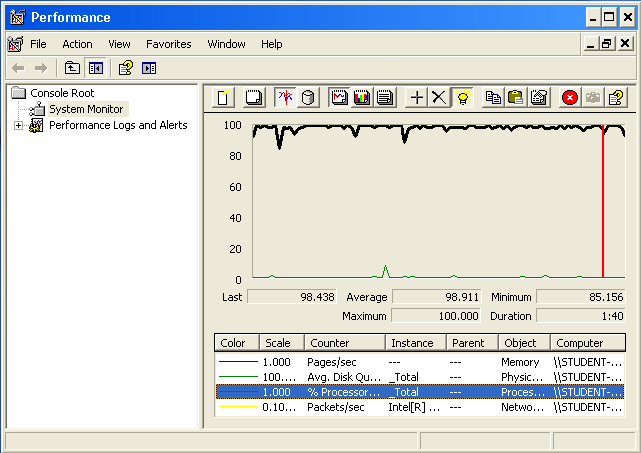 Performance
File Action View Favorites Window Help
Console Root
System Monitor
Performance Logs and Alerts
100
80
60
40
20
0
Last 98.438 Average 98.911 Minimum 85.156
Maximum 100.000 Duration 1:40
Color Scale Counter Instance Parent Object Computer
1.000 Pages/sec --- --- Memory \\STUDENT-...
100.... Avg. Disk Qu... _Total --- Physic... \\STUDENT-...
1.000 % Processor... _Total --- Proces... \\STUDENT-...
0.10... Packets/sec Intel[R] ... --- Netwo... \\STUDENT-...